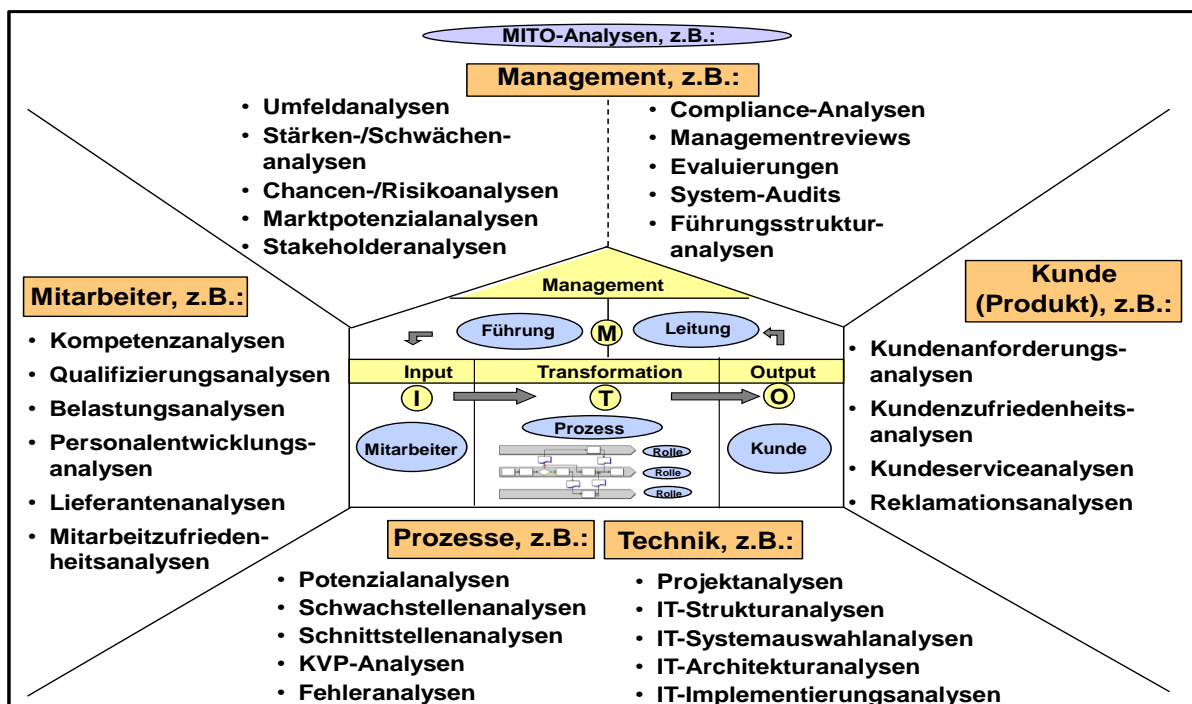 MITO-Analysen, z.B.:
Management, z.B.:
• Umfeldanalysen
• Stärken-/Schwächen-
analysen
• Chancen-/Risikoanalysen
• Marktpotenzialanalysen
• Stakeholderanalysen
• Compliance-Analysen
• Managementreviews
• Evaluierungen
• System-Audits
• Führungsstruktur-
analysen
Mitarbeiter, z.B.:
• Kompetenzanalysen
• Qualifizierungsanalysen
• Belastungsanalysen
• Personalentwicklungs-
analysen
• Lieferantenanalysen
• Mitarbeitzufrieden-
heitsanalysen
Management
Führung
M
Leitung
Input
Transformation
Output
I
T
O
Mitarbeiter
Prozess
Rolle
Rolle
Rolle
Kunde
Kunde
(Produkt), z.B.:
• Kundenanforderungs-
analysen
• Kundenzufriedenheits-
analysen
• Kundeserviceanalysen
• Reklamationsanalysen
Prozesse, z.B.:
• Potenzialanalysen
• Schwachstellenanalysen
• Schnittstellenanalysen
• KVP-Analysen
• Fehleranalysen
Technik, z.B.:
• Projektanalysen
• IT-Strukturanalysen
• IT-Systemauswahlanalysen
• IT-Architekturanalysen
• IT-Implementierungsanalysen